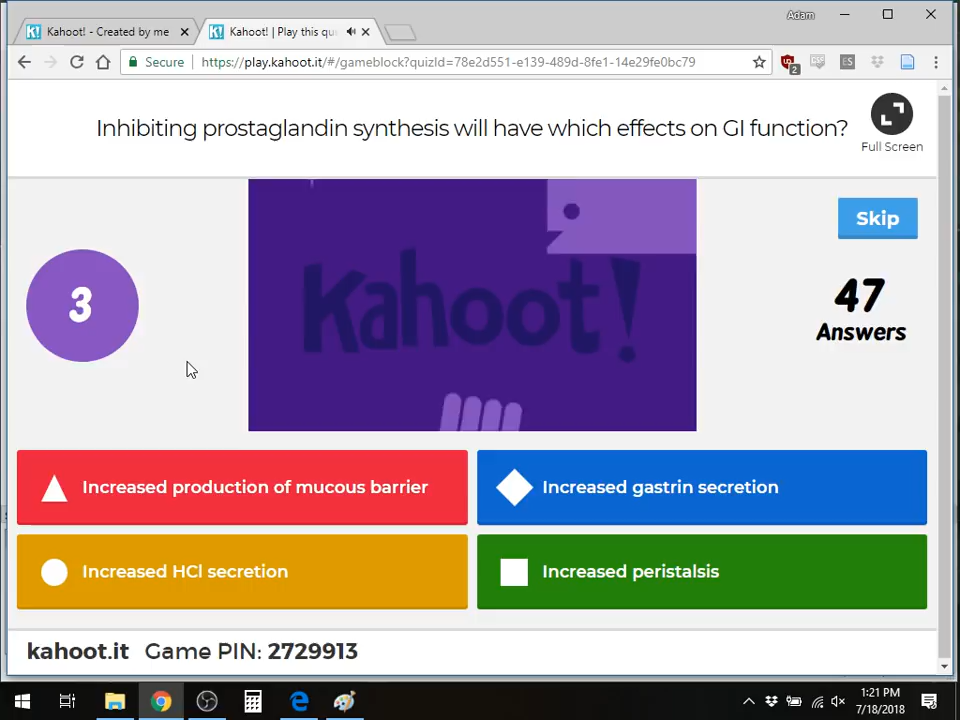 Adam
Kahoot! - Created by me
Kahoot! | Play this qu
Secure
https://play.kahoot.it/#/gameblock?quizId=78e2d551-e139-489d-8fe1-14e29fe0bc79
2
CSS
ES
Inhibiting prostaglandin synthesis will have which effects on GI function?
Full Screen
Skip
3
Kahoot!
47
Answers
Increased production of mucous barrier
Increased gastrin secretion
Increased HCl secretion
Increased peristalsis
kahoot.it Game PIN: 2729913
1:21 PM
7/18/2018